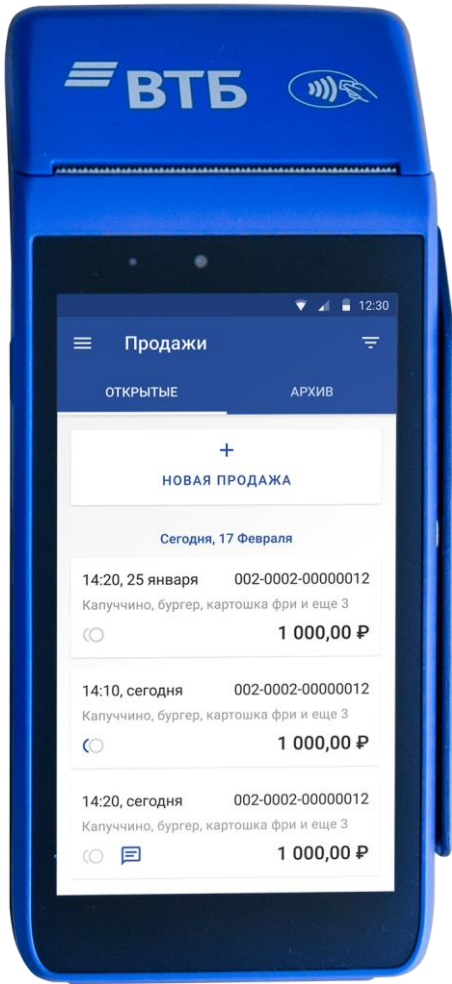 ВТБ
12:30
Продажи
ОТКРЫТЫЕ АРХИВ
+
НОВАЯ ПРОДАЖА
Сегодня, 17 Февраля
14:20, 25 января 002-0002-00000012
Капуччино, бургер, картошка фри и еще 3
1 000,00 ₽
14:10, сегодня 002-0002-00000012
Капуччино, бургер, картошка фри и еще 3
1 000,00 ₽
14:20, сегодня 002-0002-00000012
Капуччино, бургер, картошка фри и еще 3
1 000,00 ₽